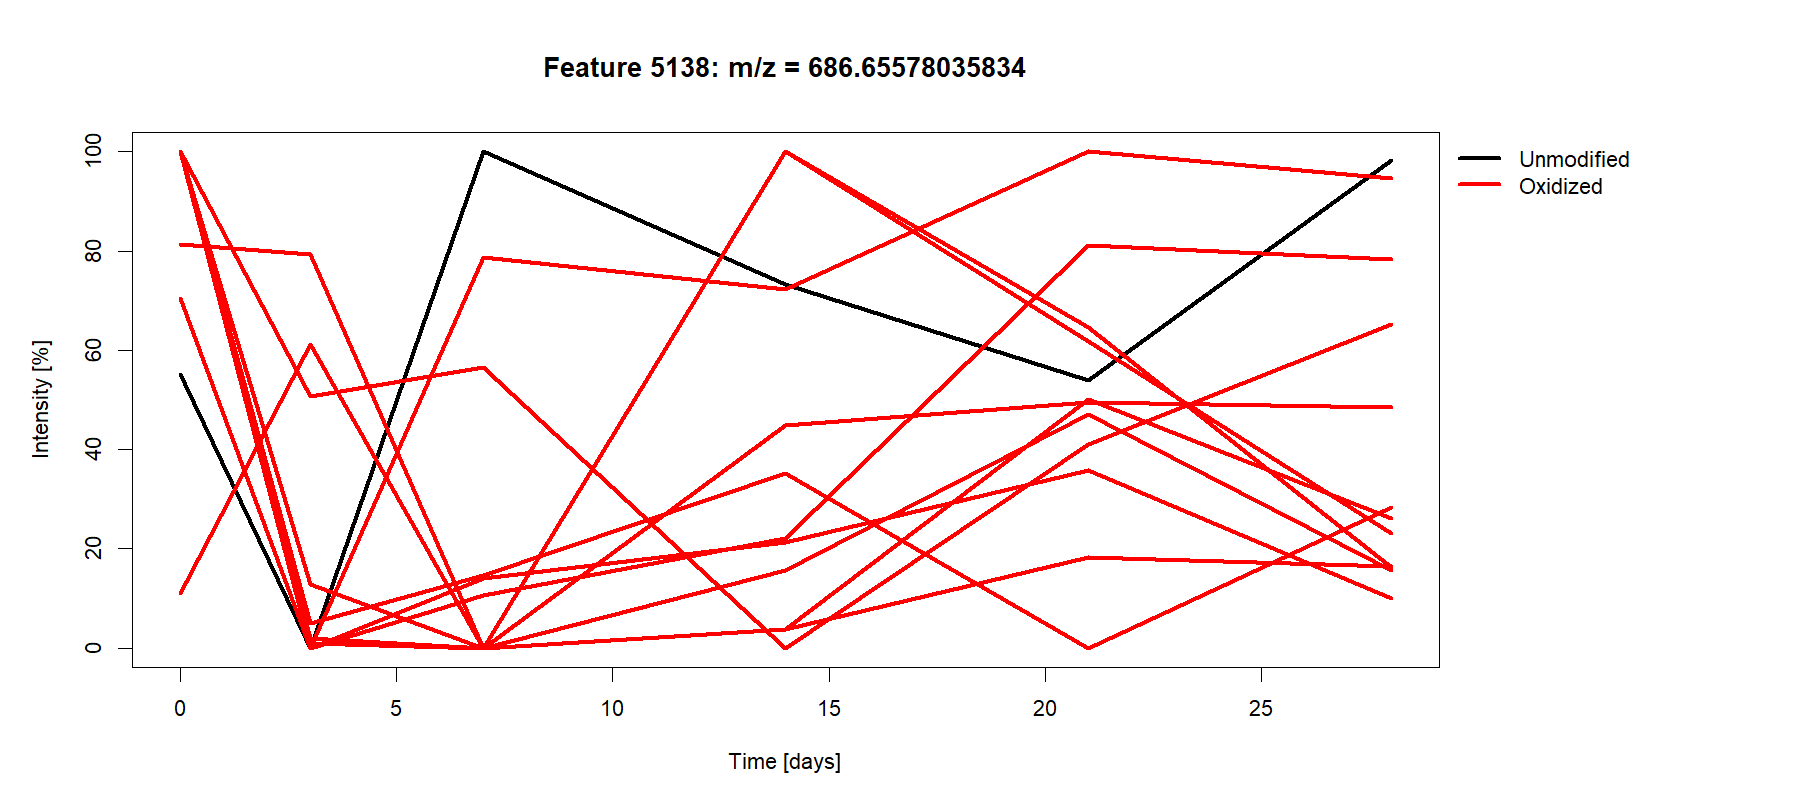 Feature 5138: m/z = 686.65578035834
Unmodified
Oxidized
Intensity [%]
100
80
60
40
20
0
0 5 10 15 20 25
Time [days]